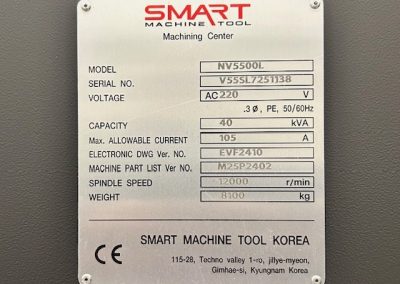 SMART
MACHINE TOOL
Machining Center
MODEL NV5500L
SERIAL NO. V55SL7251138
VOLTAGE AC 220 V
.3 Ø, PE, 50/60Hz
CAPACITY 40 kVA
Max. ALLOWABLE CURRENT 105 A
ELECTRONIC DWG Ver. NO. EVF2410
MACHINE PART LIST Ver NO. M25P2402
SPINDLE SPEED 12000 r/min
WEIGHT 8100 kg
CE SMART MACHINE TOOL KOREA
115-28, Techno valley 1-ro, jillye-myeon,
Gimhae-si, Kyungnam Korea